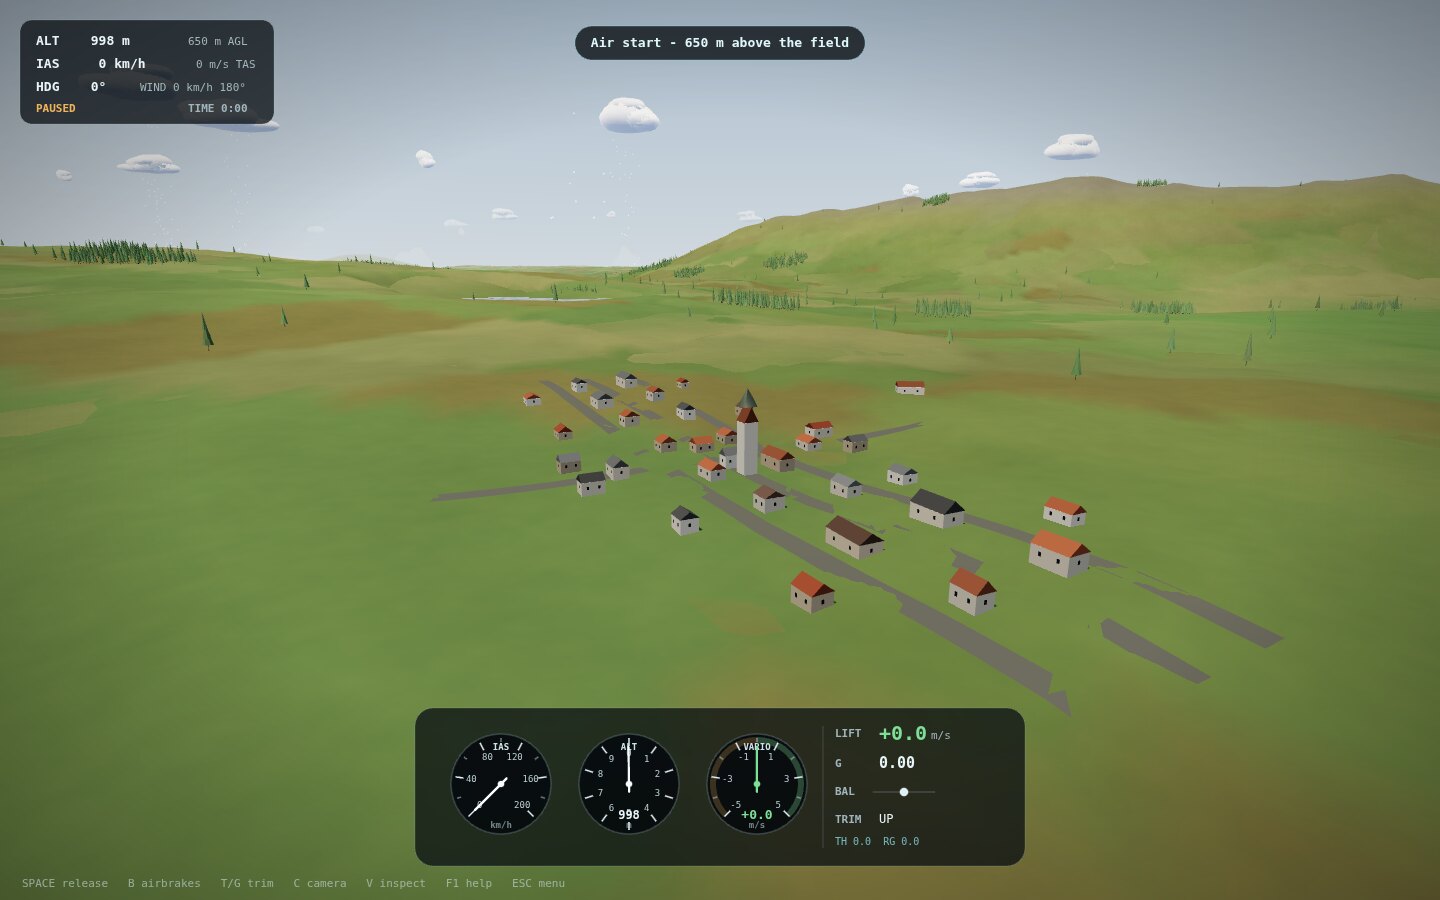 ALT 998 m 650 m AGL
IAS 0 km/h 0 m/s TAS
HDG 0° WIND 0 km/h 180°
PAUSED TIME 0:00
Air start - 650 m above the field
IAS
80 120
40 160
0 200
km/h
ALT
9 1
8 2
7 3
6 4
998
VARIO
-1 1
-3 3
-5 5
+0.0
m/s
LIFT +0.0 m/s
G 0.00
BAL
TRIM UP
TH 0.0 RG 0.0
SPACE release B airbrakes T/G trim C camera V inspect F1 help ESC menu